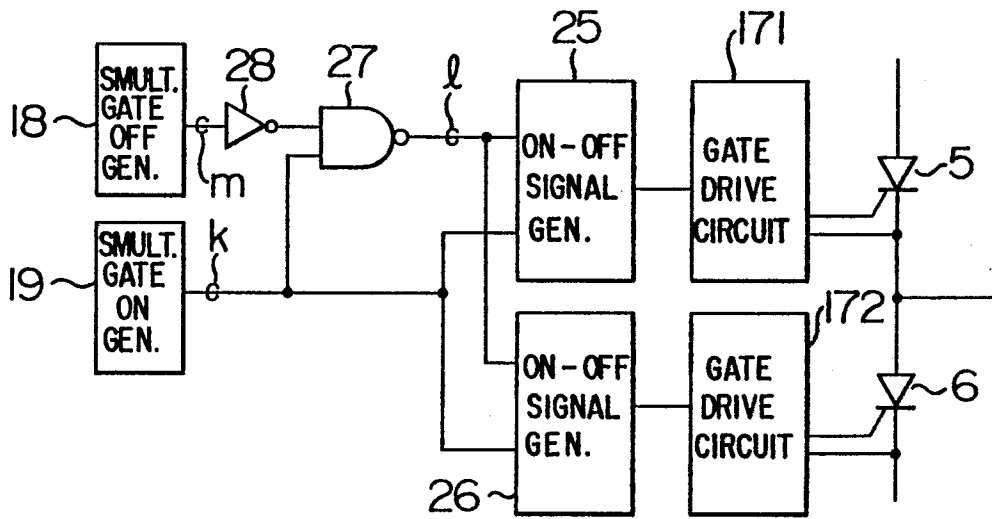 25
171
28
27
ℓ
18
SMULT.
GATE
OFF
GEN.
m
ON-OFF
SIGNAL
GEN.
GATE
DRIVE
CIRCUIT
5
k
19
SMULT.
GATE
ON
GEN.
172
ON-OFF
SIGNAL
GEN.
GATE
DRIVE
CIRCUIT
6
26